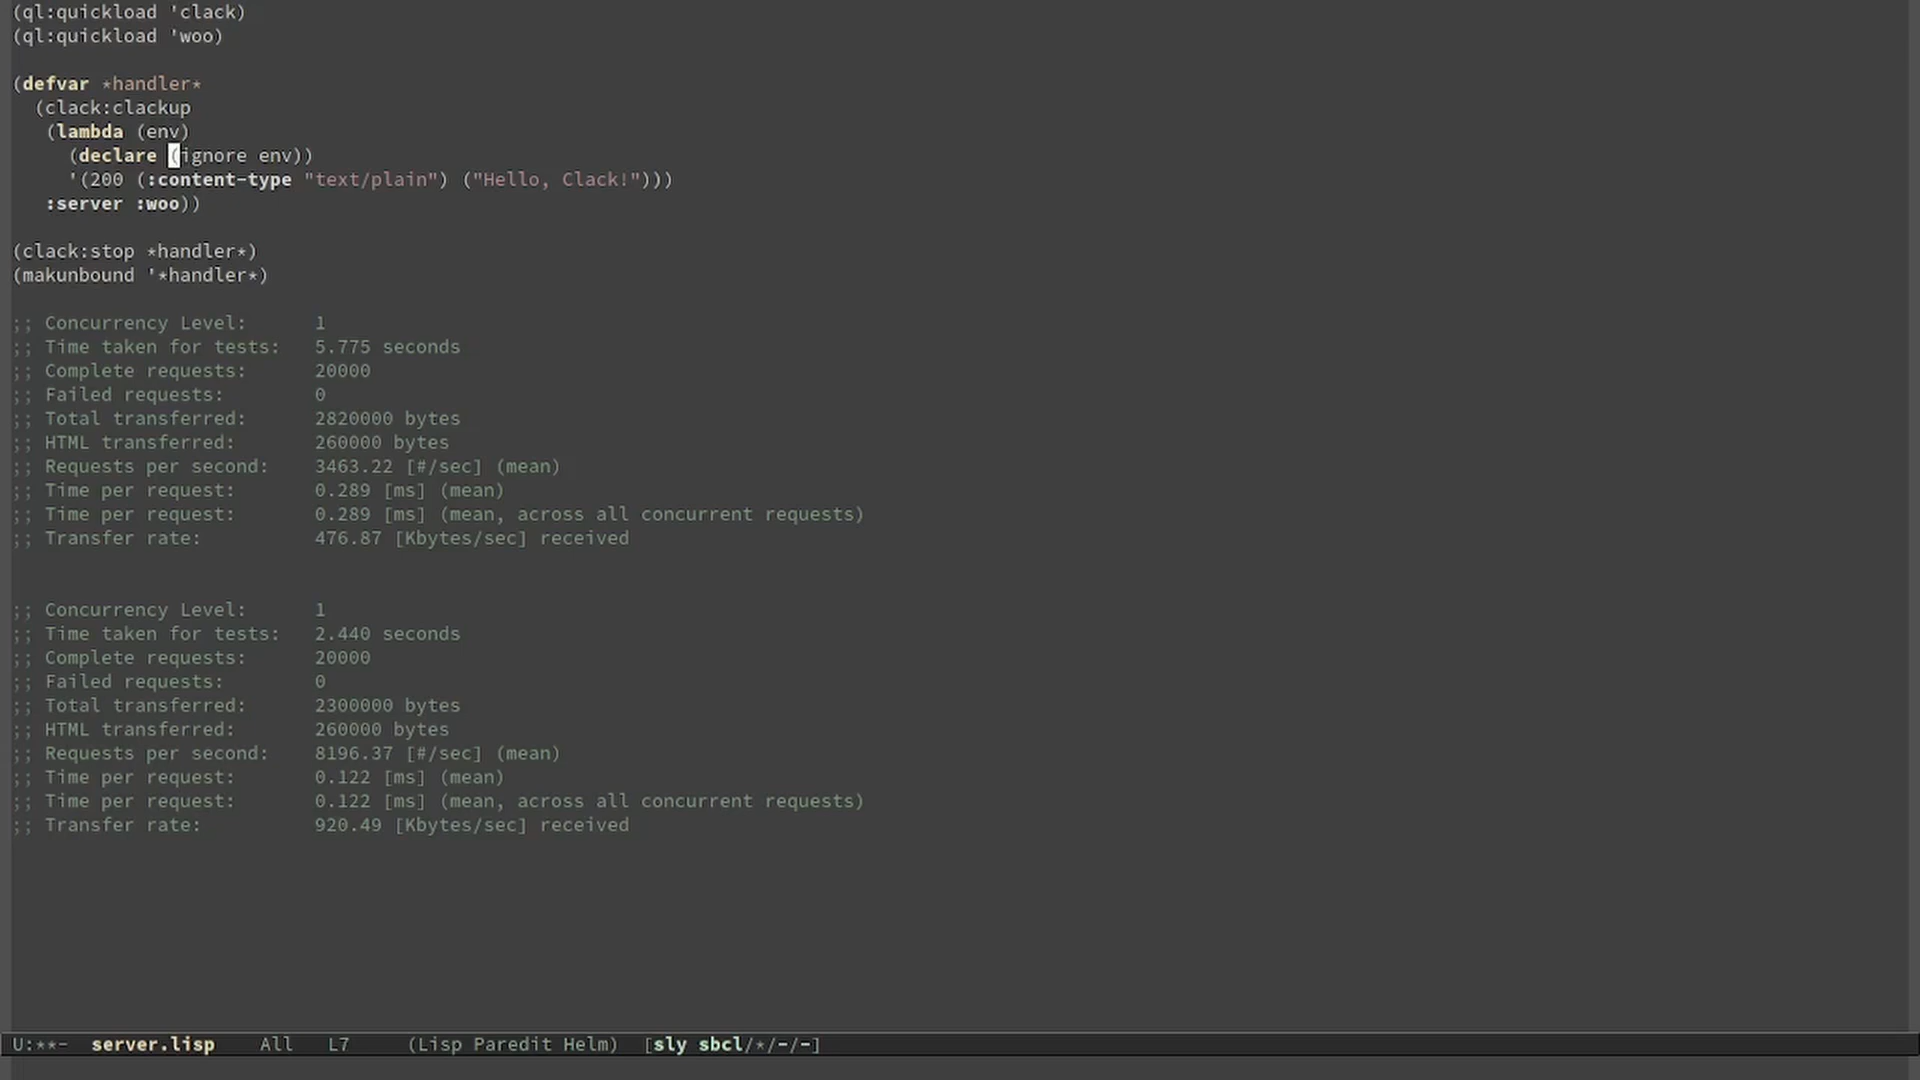 (ql:quickload 'clack)
(ql:quickload 'woo)
(defvar *handler*
(clack:clackup
(lambda (env)
(declare (ignore env))
'(200 (:content-type "text/plain") ("Hello, Clack!")))
:server :woo))
(clack:stop *handler*)
(makunbound '*handler*)
;; Concurrency Level: 1
;; Time taken for tests: 5.775 seconds
;; Complete requests: 20000
;; Failed requests: 0
;; Total transferred: 2820000 bytes
;; HTML transferred: 260000 bytes
;; Requests per second: 3463.22 [#/sec] (mean)
;; Time per request: 0.289 [ms] (mean)
;; Time per request: 0.289 [ms] (mean, across all concurrent requests)
;; Transfer rate: 476.87 [Kbytes/sec] received
;; Concurrency Level: 1
;; Time taken for tests: 2.440 seconds
;; Complete requests: 20000
;; Failed requests: 0
;; Total transferred: 2300000 bytes
;; HTML transferred: 260000 bytes
;; Requests per second: 8196.37 [#/sec] (mean)
;; Time per request: 0.122 [ms] (mean)
;; Time per request: 0.122 [ms] (mean, across all concurrent requests)
;; Transfer rate: 920.49 [Kbytes/sec] received
U:**- server.lisp All L7 (Lisp Paredit Helm) [sly sbcl/*/-/-]